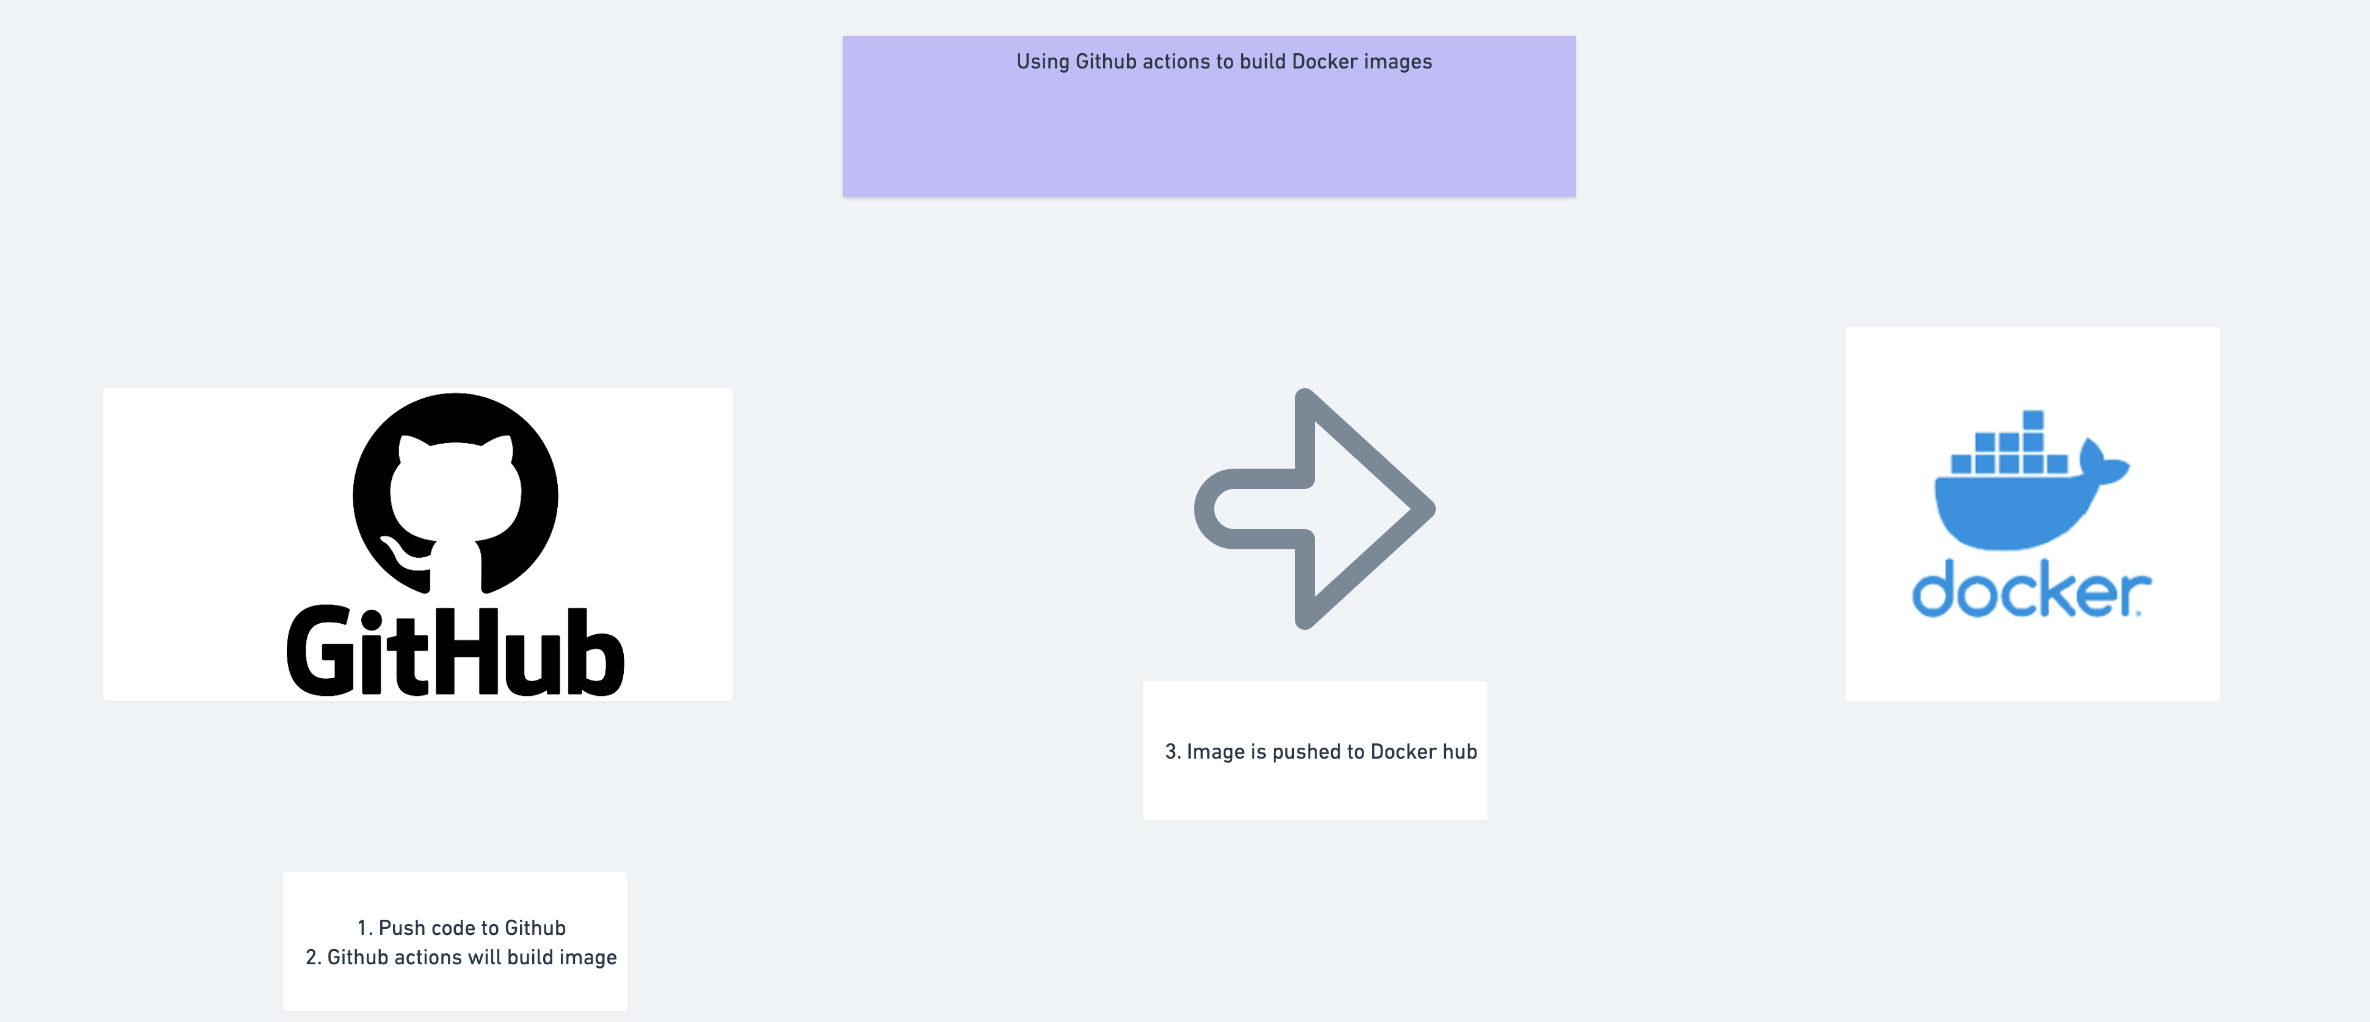 Using Github actions to build Docker images
GitHub
docker
3. Image is pushed to Docker hub
1. Push code to Github
2. Github actions will build image